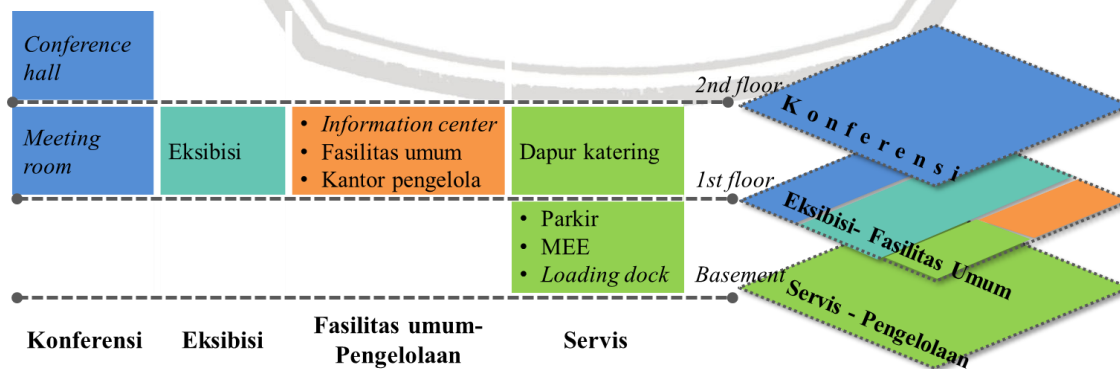 Conference
hall
2nd floor
Meeting
room
Eksibisi
• Information center
• Fasilitas umum
• Kantor pengelola
Dapur katering
1st floor
• Parkir
• MEE
• Loading dock
Basement
Konferensi
Eksibisi
Fasilitas umum-
Pengelolaan
Servis
Konferensi
Eksibisi- Fasilitas Umum
Servis - Pengelolaan